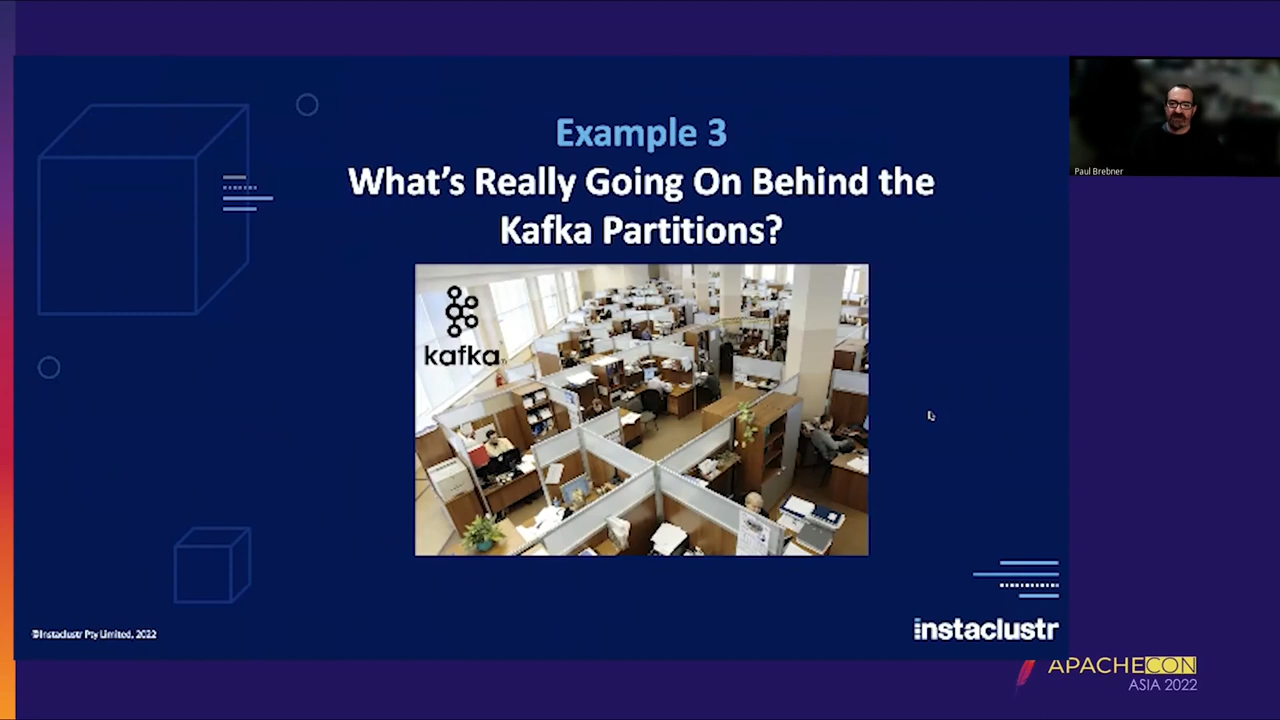 Example 3
What's Really Going On Behind the
Kafka Partitions?
kafka
Paul Brebner
©Instaclustr Pty Limited, 2022
instaclustr
APACHECON
ASIA 2022